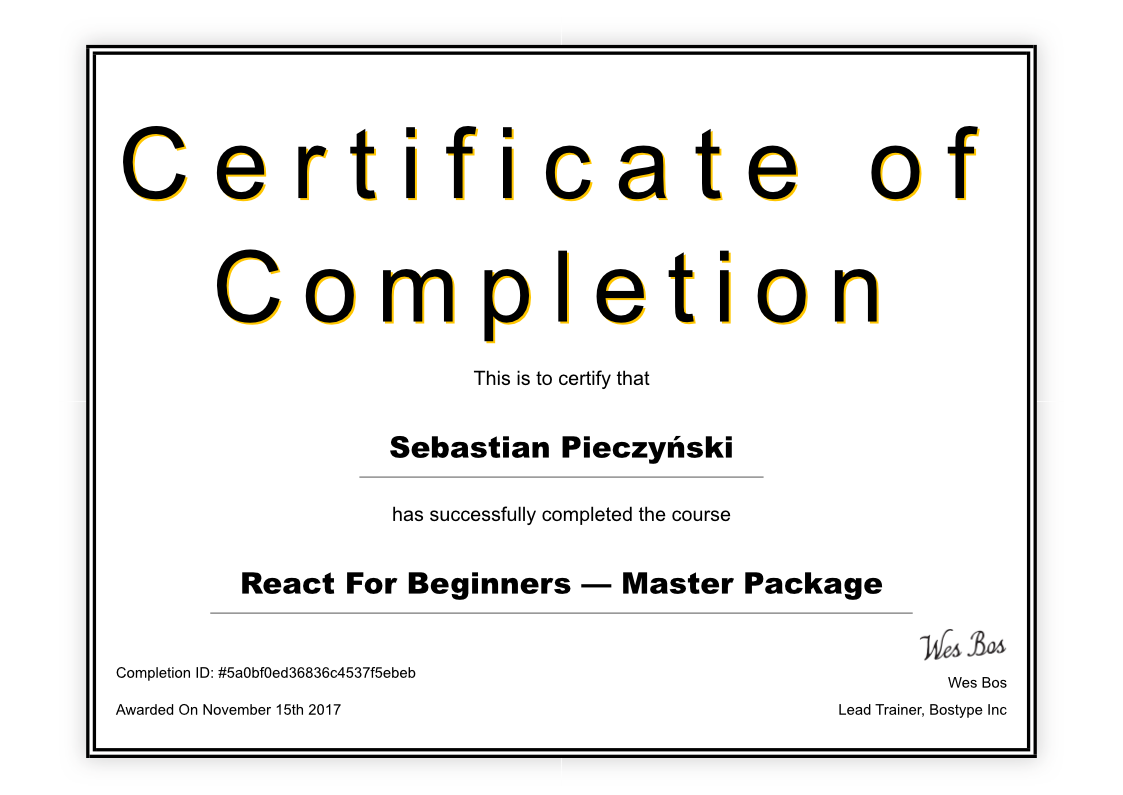 Certificate of
Completion
This is to certify that
Sebastian Pieczyński
has successfully completed the course
React For Beginners — Master Package
Wes Bos
Completion ID: #5a0bf0ed36836c4537f5ebeb
Wes Bos
Awarded On November 15th 2017
Lead Trainer, Bostype Inc